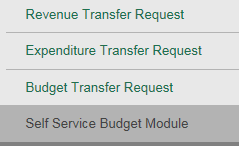 Revenue Transfer Request
Expenditure Transfer Request
Budget Transfer Request
Self Service Budget Module